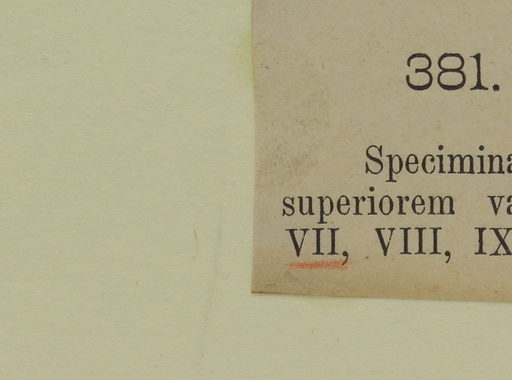 381.
Specimina
superiorem va
VII, VIII, IX